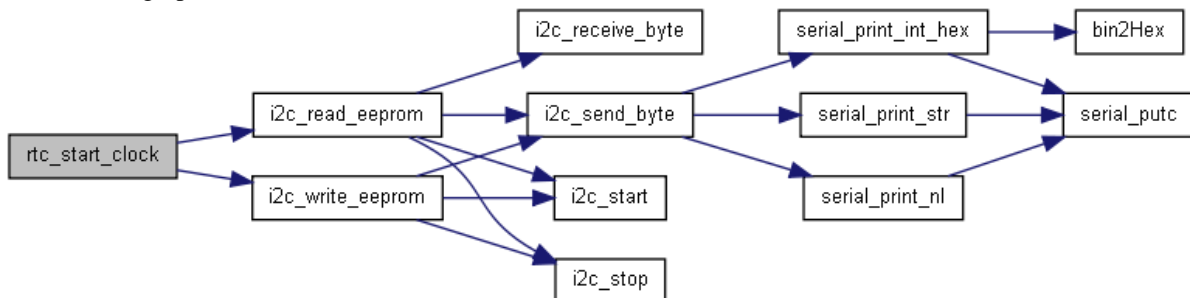 i2c_receive_byte
serial_print_int_hex
bin2Hex
i2c_read_eeprom
i2c_send_byte
serial_print_str
serial_putc
rtc_start_clock
i2c_write_eeprom
i2c_start
serial_print_nl
i2c_stop